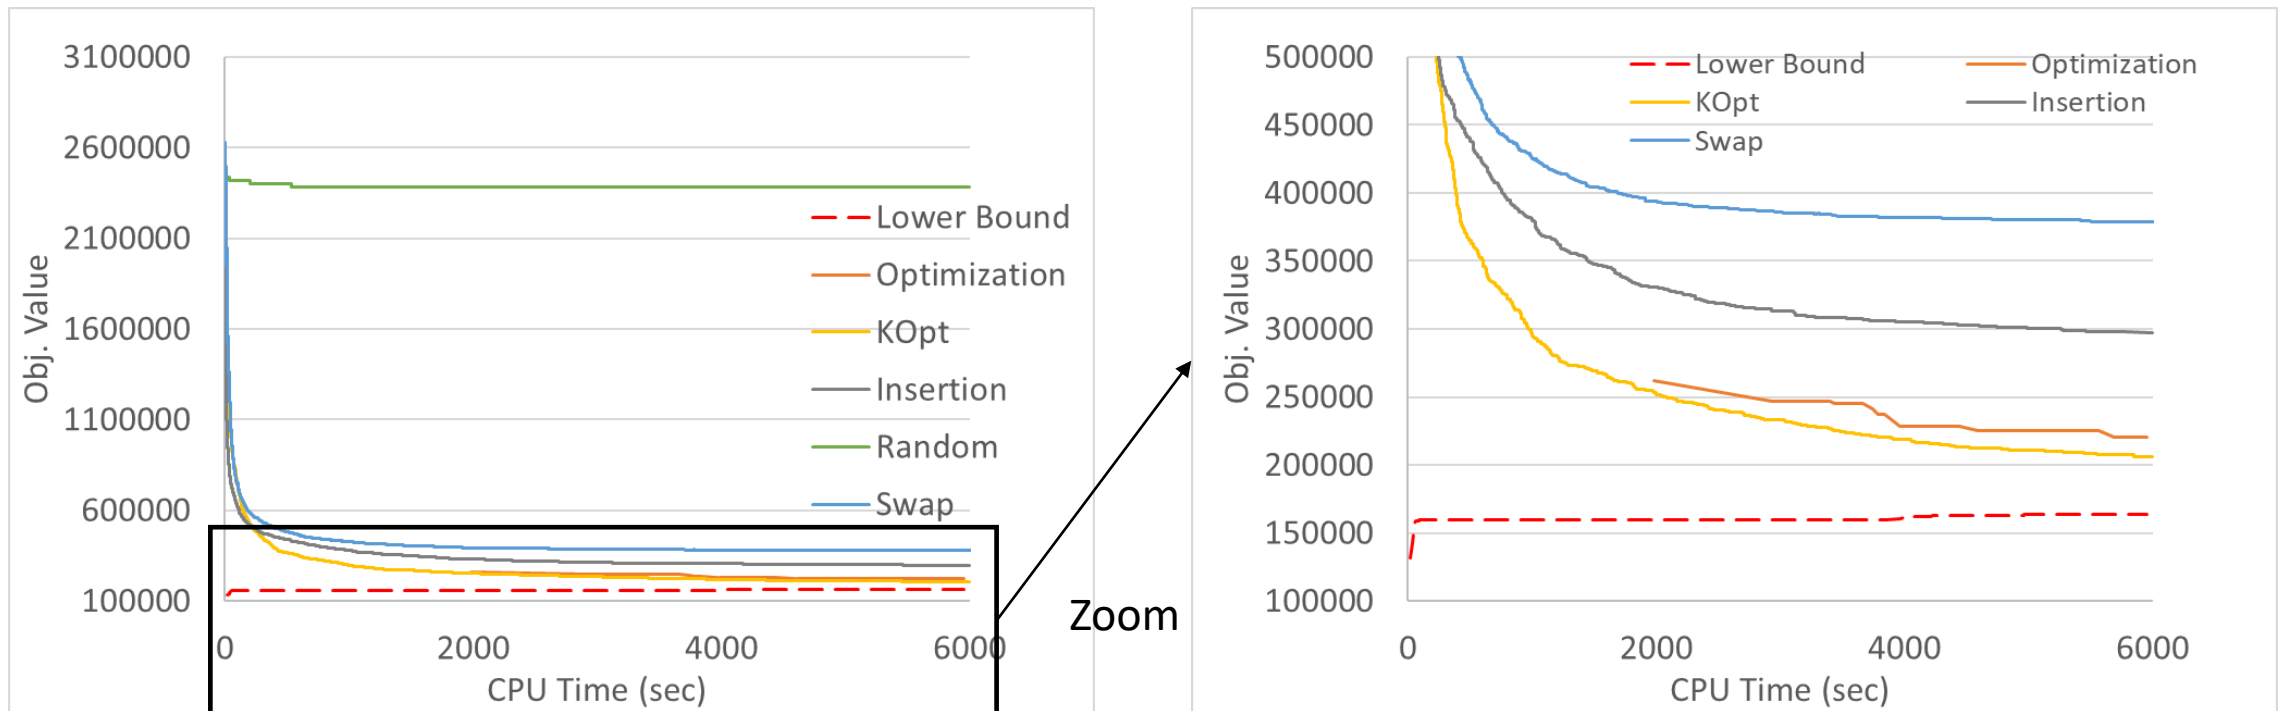 3100000
2600000
2100000
1600000
1100000
600000
100000
Obj. Value
0 2000 4000 6000
CPU Time (sec)
Lower Bound
Optimization
KOpt
Insertion
Random
Swap
Zoom
500000
450000
400000
350000
300000
250000
200000
150000
100000
Obj. Value
0 2000 4000 6000
CPU Time (sec)
Lower Bound Optimization
KOpt Insertion
Swap